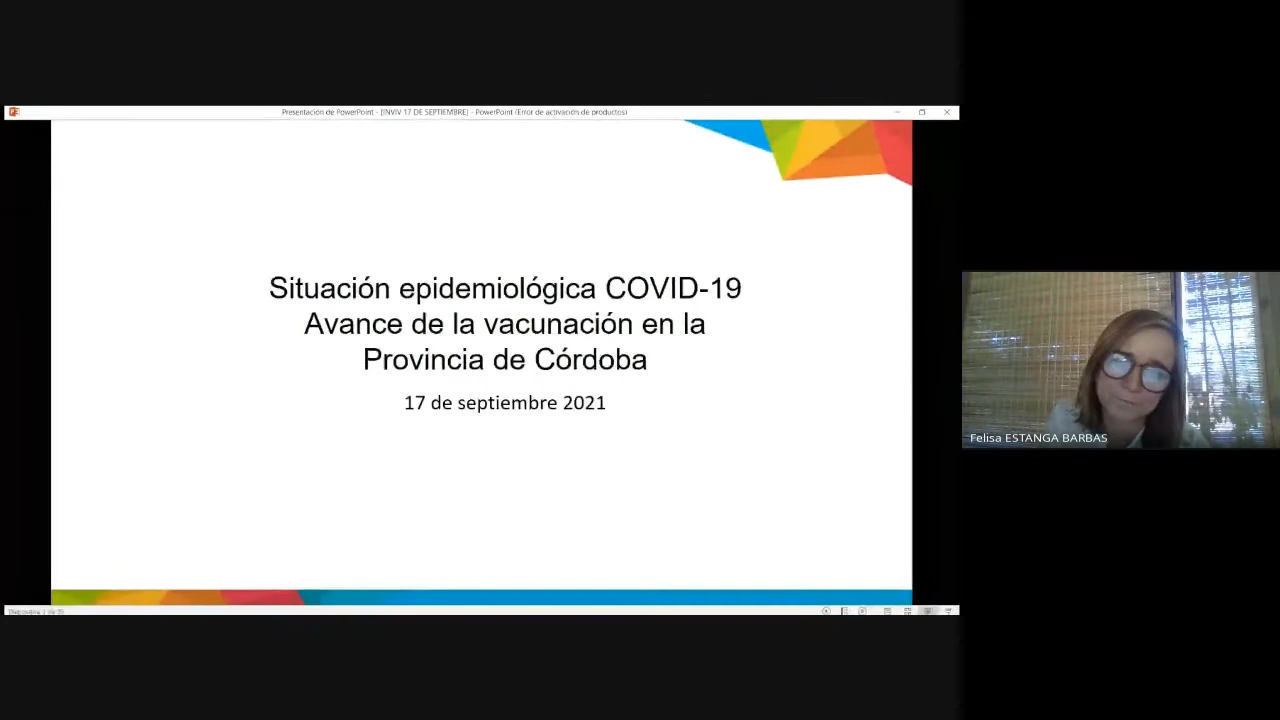 Presentación de PowerPoint - [INVIV 17 DE SEPTIEMBRE] - PowerPoint (Error de activación de productos)
Situación epidemiológica COVID-19
Avance de la vacunación en la
Provincia de Córdoba
17 de septiembre 2021
Felisa ESTANGA BARBAS